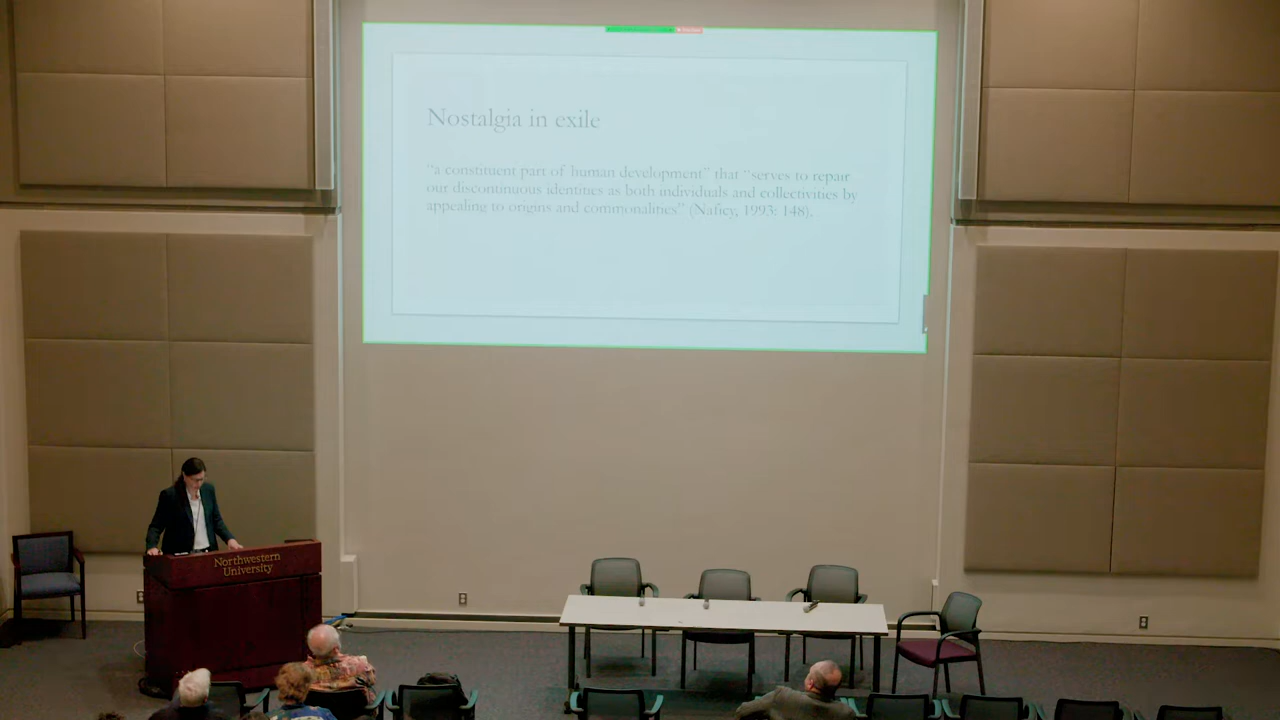 Nostalgia in exile
“a constituent part of human development” that “serves to repair
our discontinuous identities as both individuals and collectivities by
appealing to origins and commonalities” (Naficy, 1993: 148).
Northwestern
University